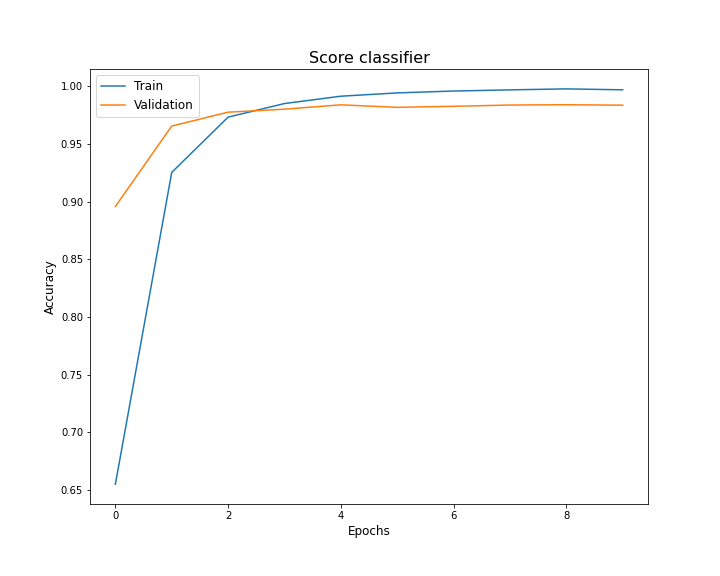 Score classifier
Train
Validation
1.00
0.95
0.90
0.85
0.80
0.75
0.70
0.65
Accuracy
0 2 4 6 8
Epochs